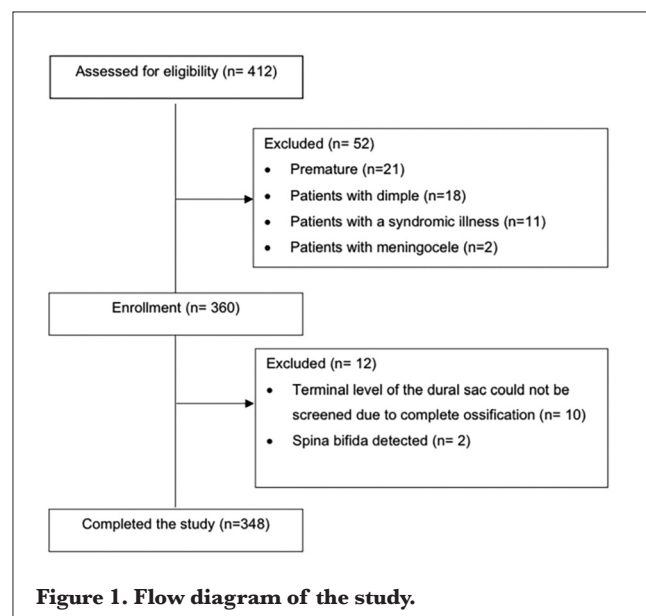 Assessed for eligibility (n= 412)
Excluded (n= 52)
• Premature (n=21)
• Patients with dimple (n=18)
• Patients with a syndromic illness (n=11)
• Patients with meningocele (n=2)
Enrollment (n= 360)
Excluded (n= 12)
• Terminal level of the dural sac could not be
screened due to complete ossification (n= 10)
• Spina bifida detected (n= 2)
Completed the study (n=348)
Figure 1. Flow diagram of the study.